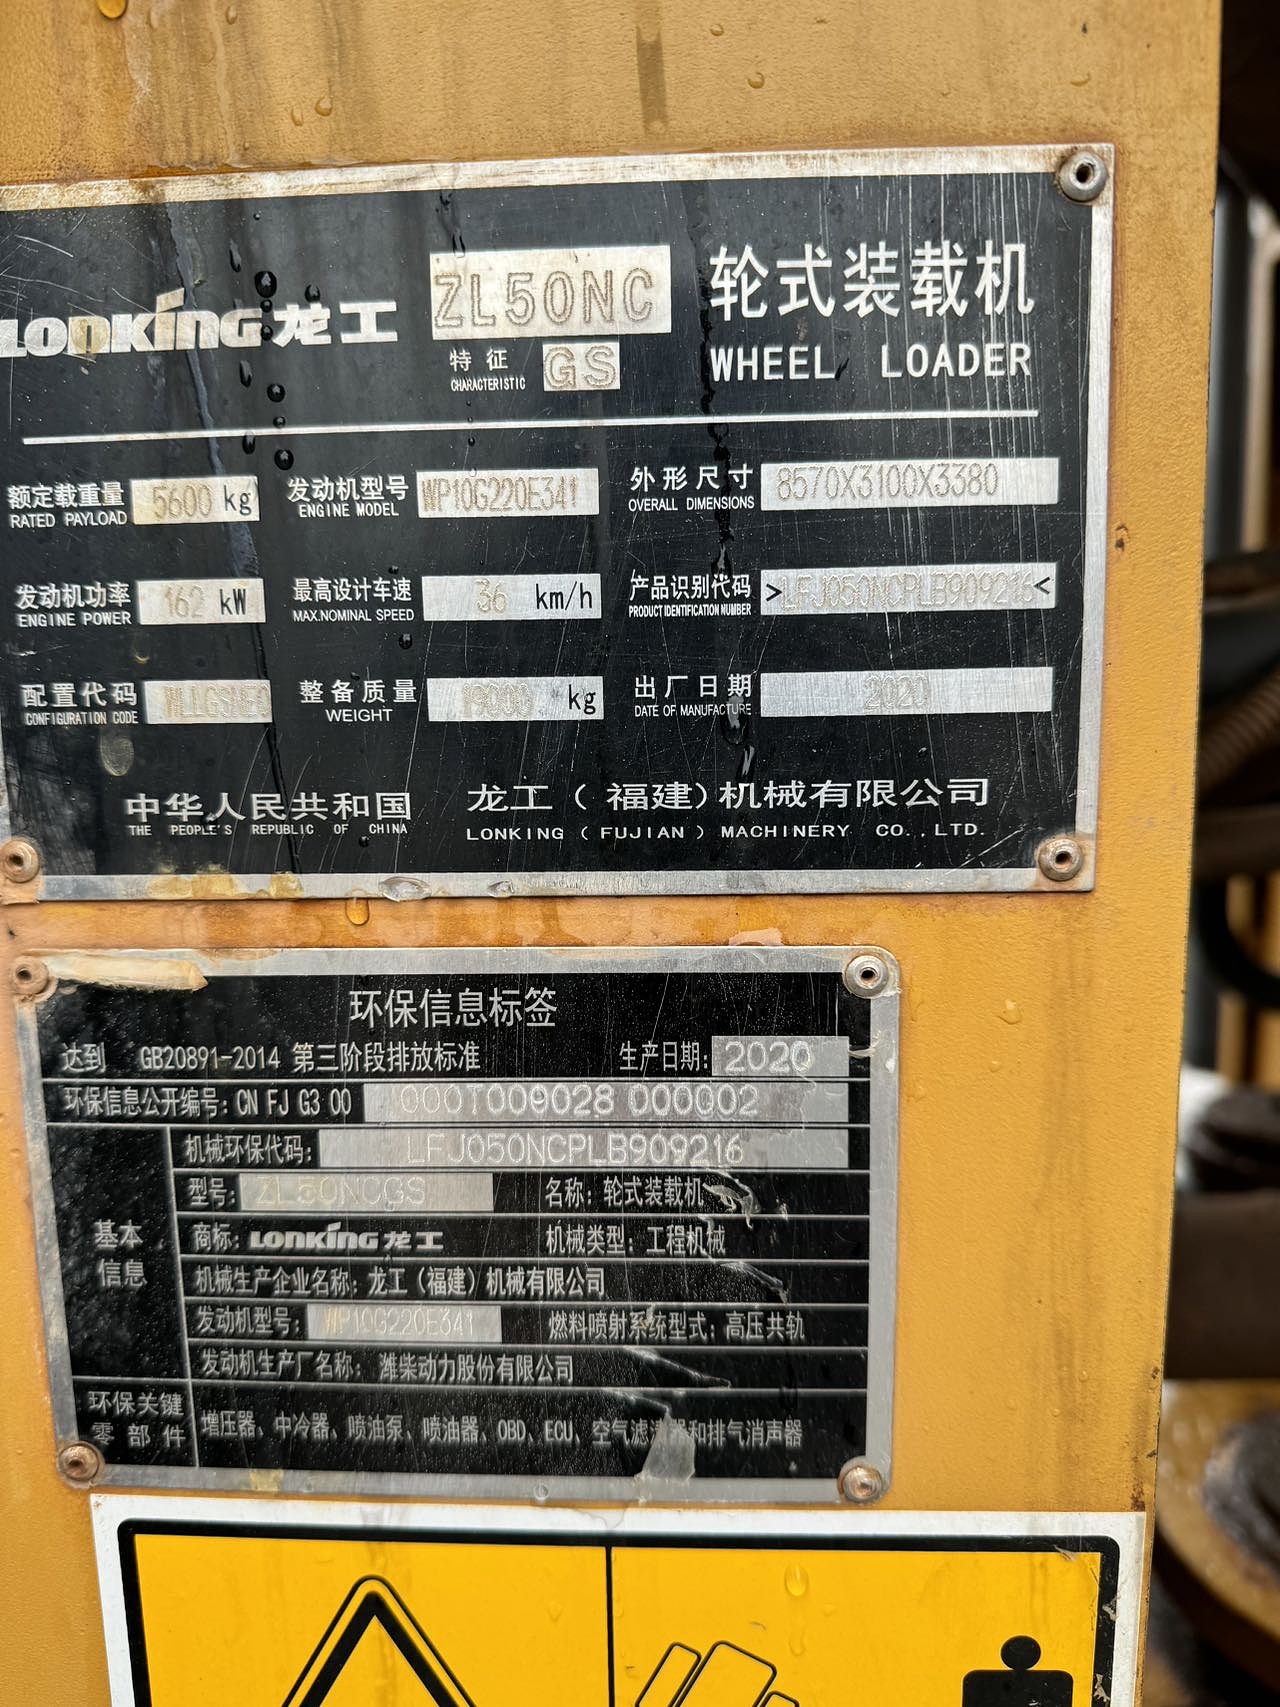 LONKING 龙工 ZL50NC 轮式装载机
特征 GS WHEEL LOADER
CHARACTERISTIC
额定载重量 5600 kg 发动机型号 WP10G220E341 外形尺寸 8570X3100X3380
RATED PAYLOAD ENGINE MODEL OVERALL DIMENSIONS
发动机功率 162 kW 最高设计车速 36 km/h 产品识别代码 >LFJ050NCPLB909216<
ENGINE POWER MAX.NOMINAL SPEED PRODUCT IDENTIFICATION NUMBER
配置代码 整备质量 kg 出厂日期 2020
CONFIGURATION CODE WEIGHT DATE OF MANUFACTURE
中华人民共和国 龙工（福建）机械有限公司
THE PEOPLE'S REPUBLIC OF CHINA LONKING ( FUJIAN ) MACHINERY CO.,LTD.
环保信息标签
达到 GB20891-2014 第三阶段排放标准 生产日期: 2020
环保信息公开编号: CN FJ G3 00 000T009028 000002
机械环保代码: LFJ050NCPLB909216
型号: ZL50NCGS 名称: 轮式装载机
基本
信息
商标: LONKING 龙工 机械类型: 工程机械
机械生产企业名称: 龙工（福建）机械有限公司
发动机型号: WP10G220E341 燃料喷射系统型式: 高压共轨
发动机生产厂名称: 潍柴动力股份有限公司
环保关键
零部件
增压器、中冷器、喷油泵、喷油器、OBD、ECU、空气滤清器和排气消声器